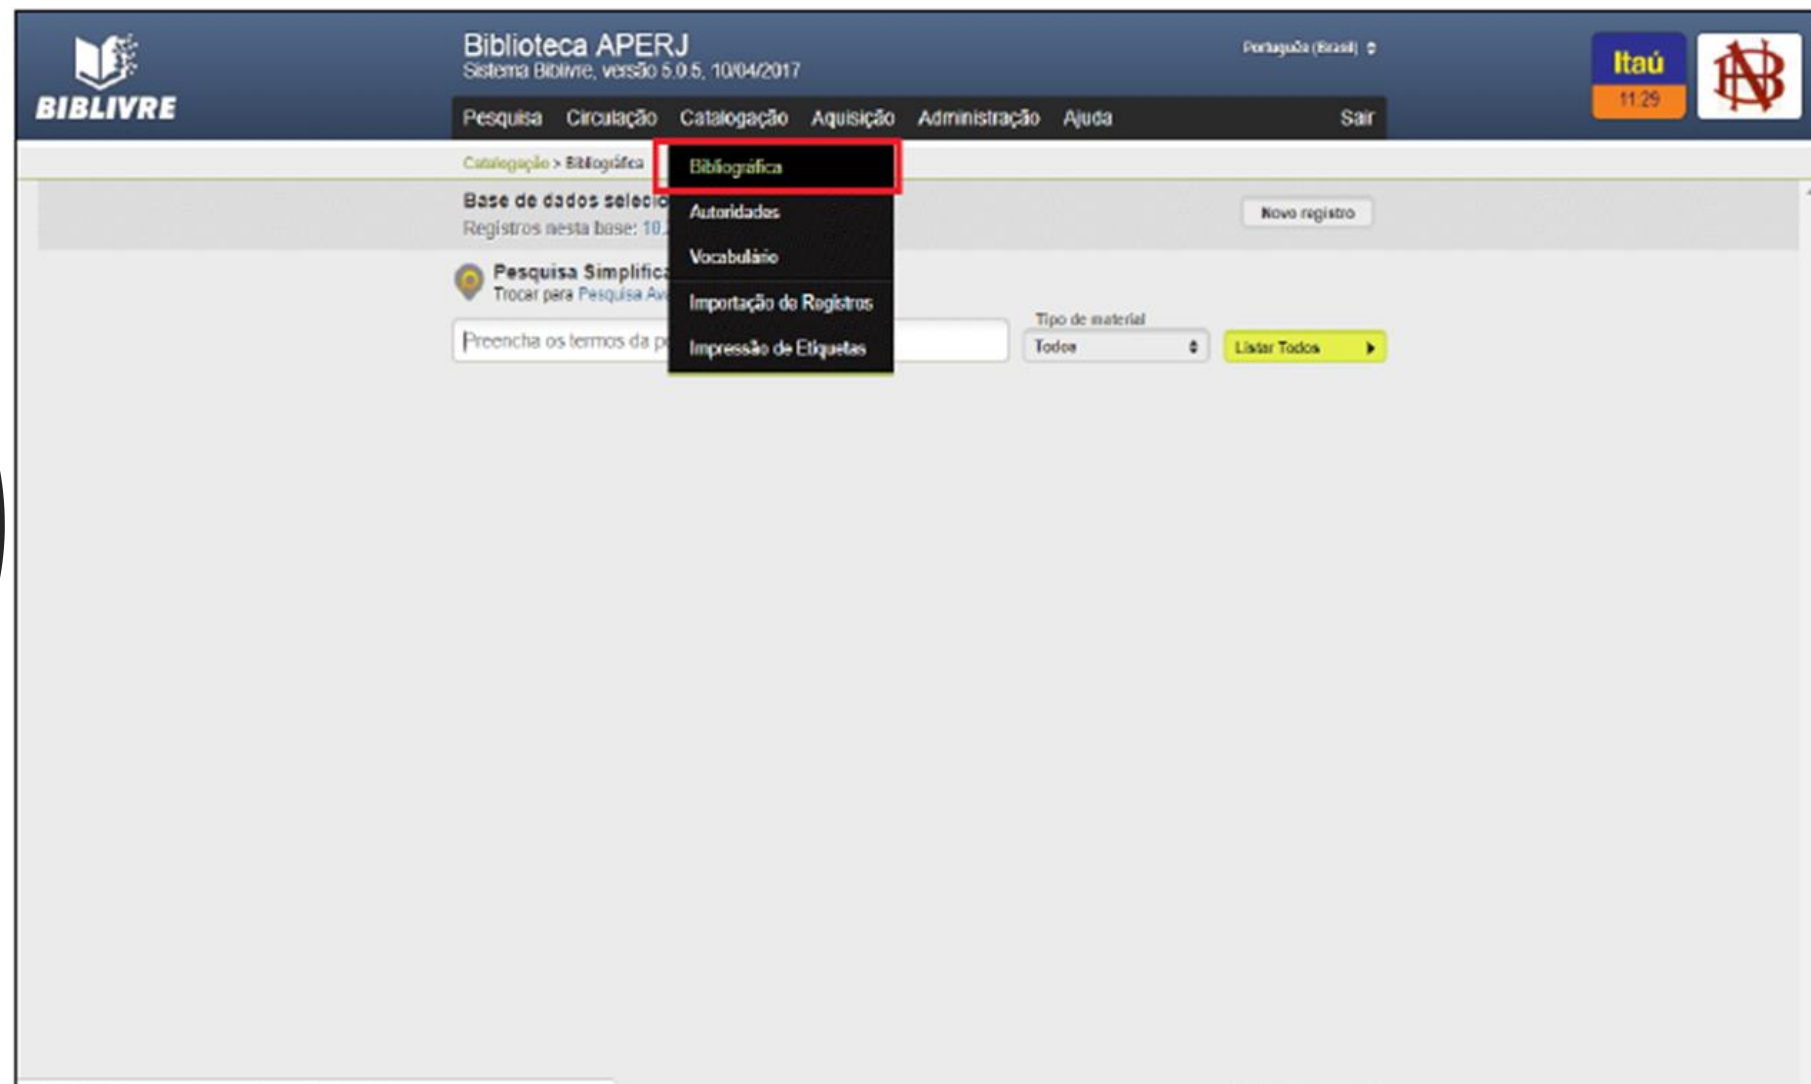 BIBLIVRE
Biblioteca APERJ
Sistema Biblivre, versão 5.0.5, 10/04/2017
Português (Brasil)
Itaú
11:29
Pesquisa Circulação Catalogação Aquisição Administração Ajuda Sair
Catalogação > Bibliográfica
Bibliográfica
Autoridades
Vocabulário
Importação de Registros
Impressão de Etiquetas
Base de dados selecio
Registros nesta base: 10.
Novo registro
Pesquisa Simplifica
Trocar para Pesquisa Ava
Preencha os termos da pe
Tipo de material
Todos
Listar Todos